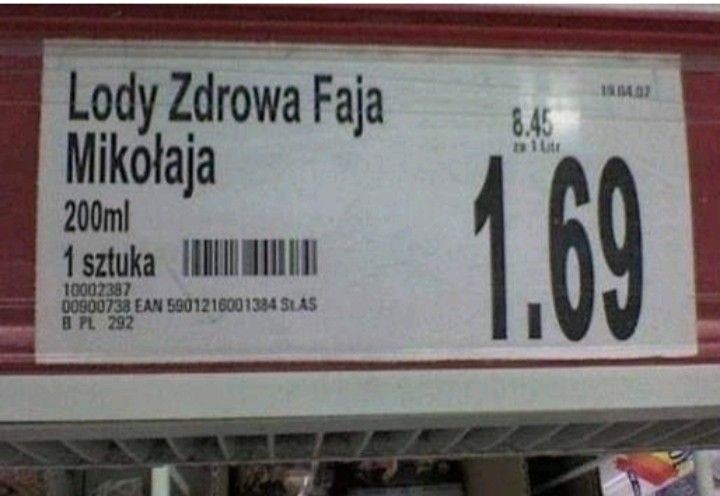 Lody Zdrowa Faja
Mikołaja
200ml
1 sztuka
10002387
00900738 EAN 5901216001384 St.AS
B PL 292
19.04.07
8.45
za 1 Litr
1.69